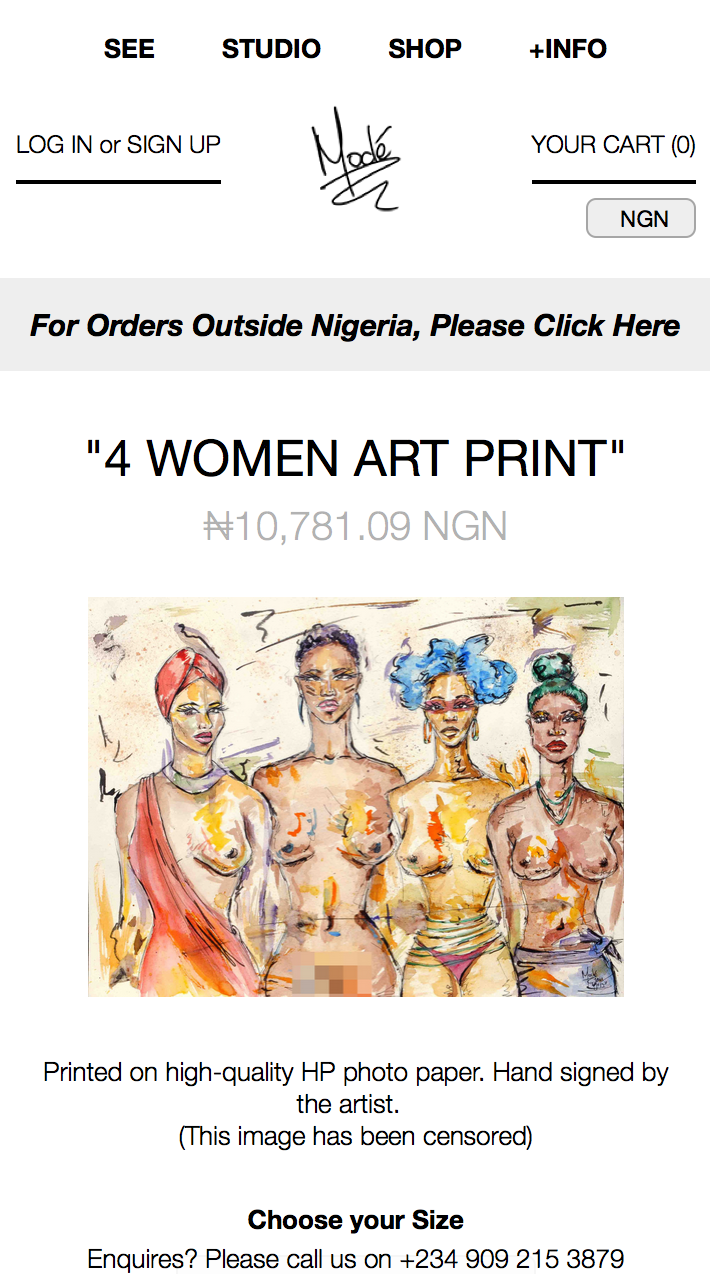 SEE STUDIO SHOP +INFO
LOG IN or SIGN UP
Modé
YOUR CART (0)
NGN
For Orders Outside Nigeria, Please Click Here
"4 WOMEN ART PRINT"
₦10,781.09 NGN
Printed on high-quality HP photo paper. Hand signed by
the artist.
(This image has been censored)
Choose your Size
Enquires? Please call us on +234 909 215 3879